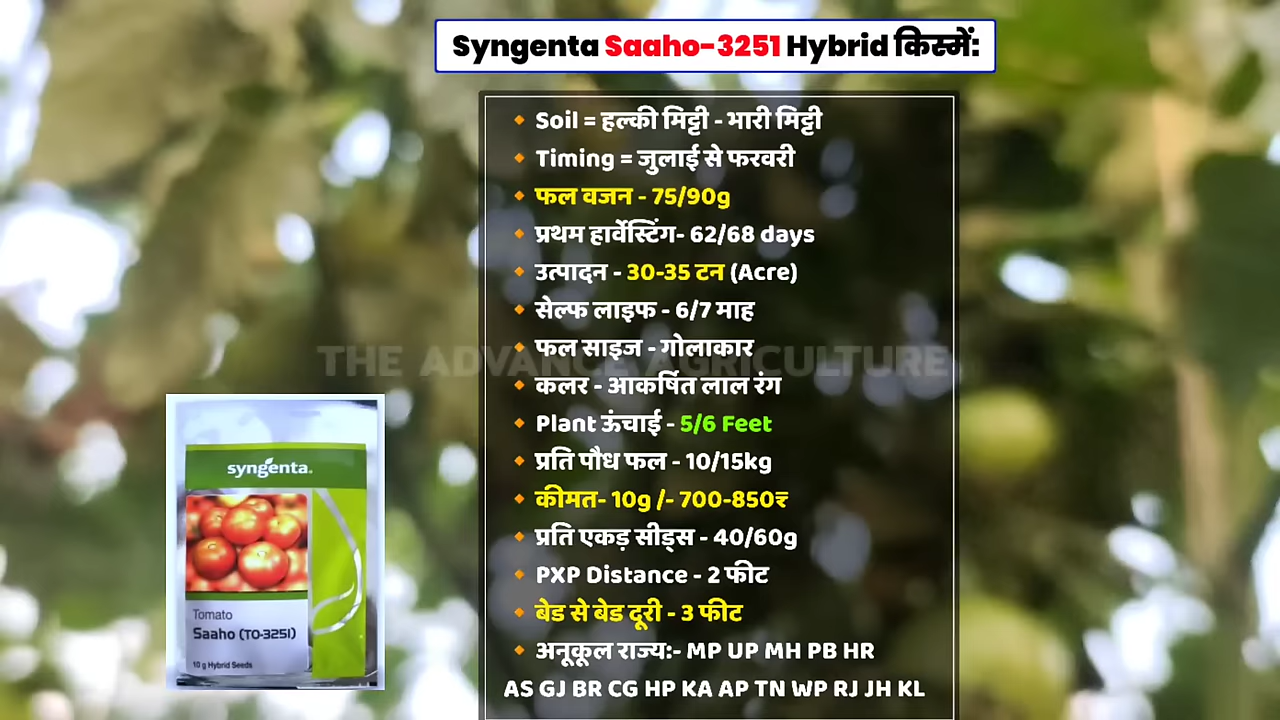 Syngenta Saaho-3251 Hybrid किस्में:
Soil = हल्की मिट्टी - भारी मिट्टी
Timing = जुलाई से फरवरी
फल वजन - 75/90g
प्रथम हार्वेस्टिंग- 62/68 days
उत्पादन - 30-35 टन (Acre)
सेल्फ लाइफ - 6/7 माह
फल साइज - गोलाकार
THE ADVANCE AGRICULTURE
कलर - आकर्षित लाल रंग
Plant ऊंचाई - 5/6 Feet
प्रति पौध फल - 10/15kg
कीमत- 10g /- 700-850₹
प्रति एकड़ सीड्स - 40/60g
PXP Distance - 2 फीट
बेड से बेड दूरी - 3 फीट
अनूकूल राज्य:- MP UP MH PB HR
AS GJ BR CG HP KA AP TN WP RJ JH KL
syngenta.
Tomato
Saaho (TO-3251)
10 g Hybrid Seeds